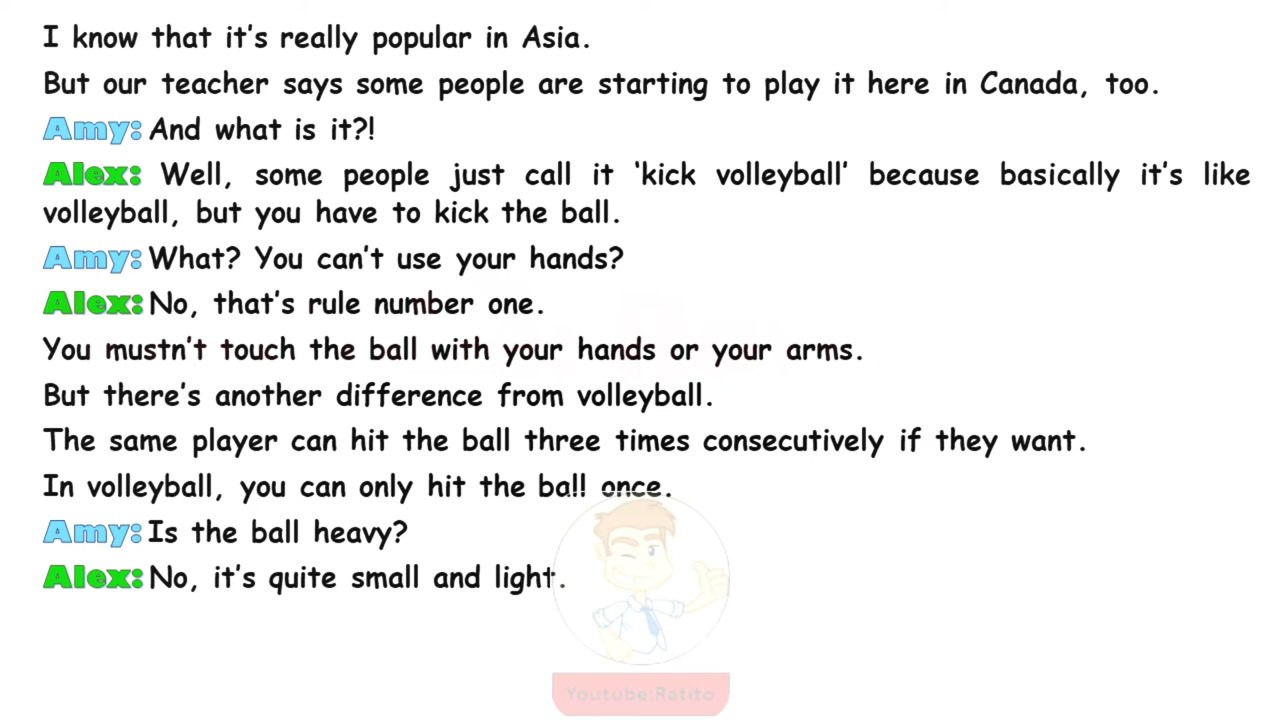 I know that it's really popular in Asia.
But our teacher says some people are starting to play it here in Canada, too.
Amy: And what is it?!
Alex: Well, some people just call it ‘kick volleyball’ because basically it's like
volleyball, but you have to kick the ball.
Amy: What? You can't use your hands?
Alex: No, that's rule number one.
You mustn't touch the ball with your hands or your arms.
But there's another difference from volleyball.
The same player can hit the ball three times consecutively if they want.
In volleyball, you can only hit the ball once.
Amy: Is the ball heavy?
Alex: No, it's quite small and light.
Youtube:Ratito